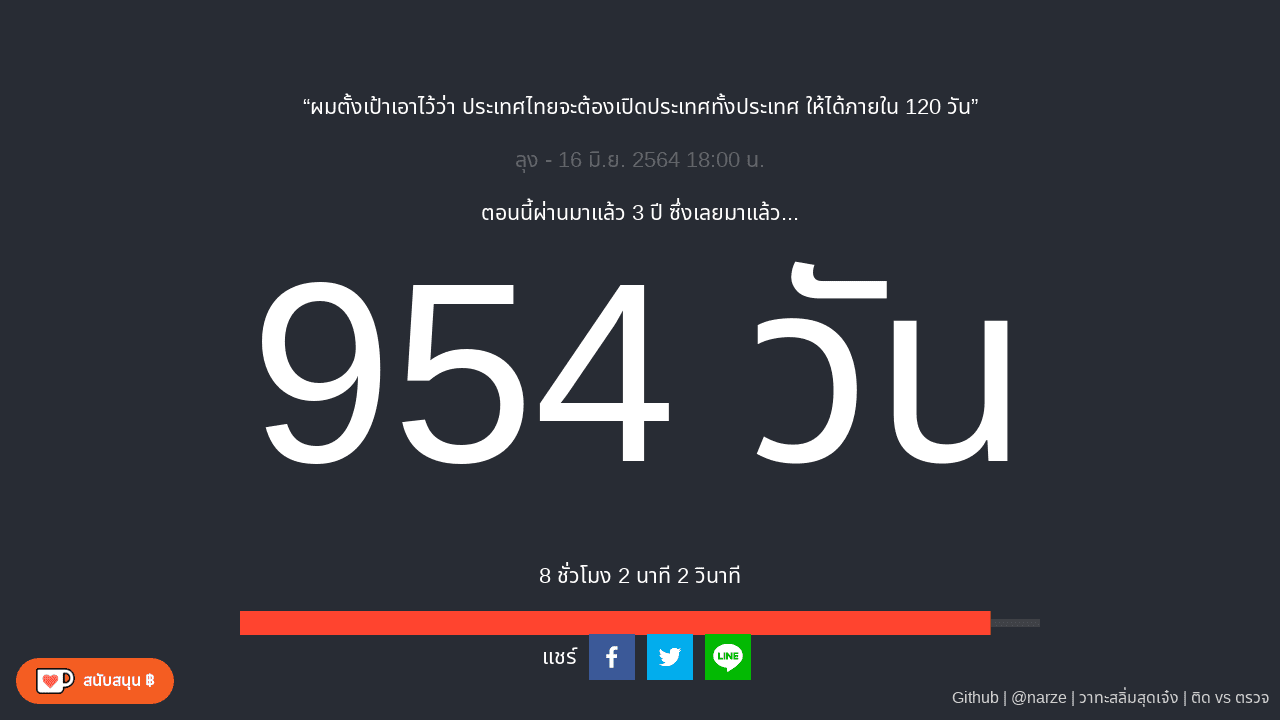 “ผมตั้งเป้าเอาไว้ว่า ประเทศไทยจะต้องเปิดประเทศทั้งประเทศ ให้ได้ภายใน 120 วัน”
ลุง - 16 มิ.ย. 2564 18:00 น.
ตอนนี้ผ่านมาแล้ว 3 ปี ซึ่งเลยมาแล้ว...
954 วัน
8 ชั่วโมง 2 นาที 2 วินาที
แชร์
LINE
สนับสนุน ฿
Github | @narze | วาทะสลิ่มสุดเจ๋ง | ติด vs ตรวจ